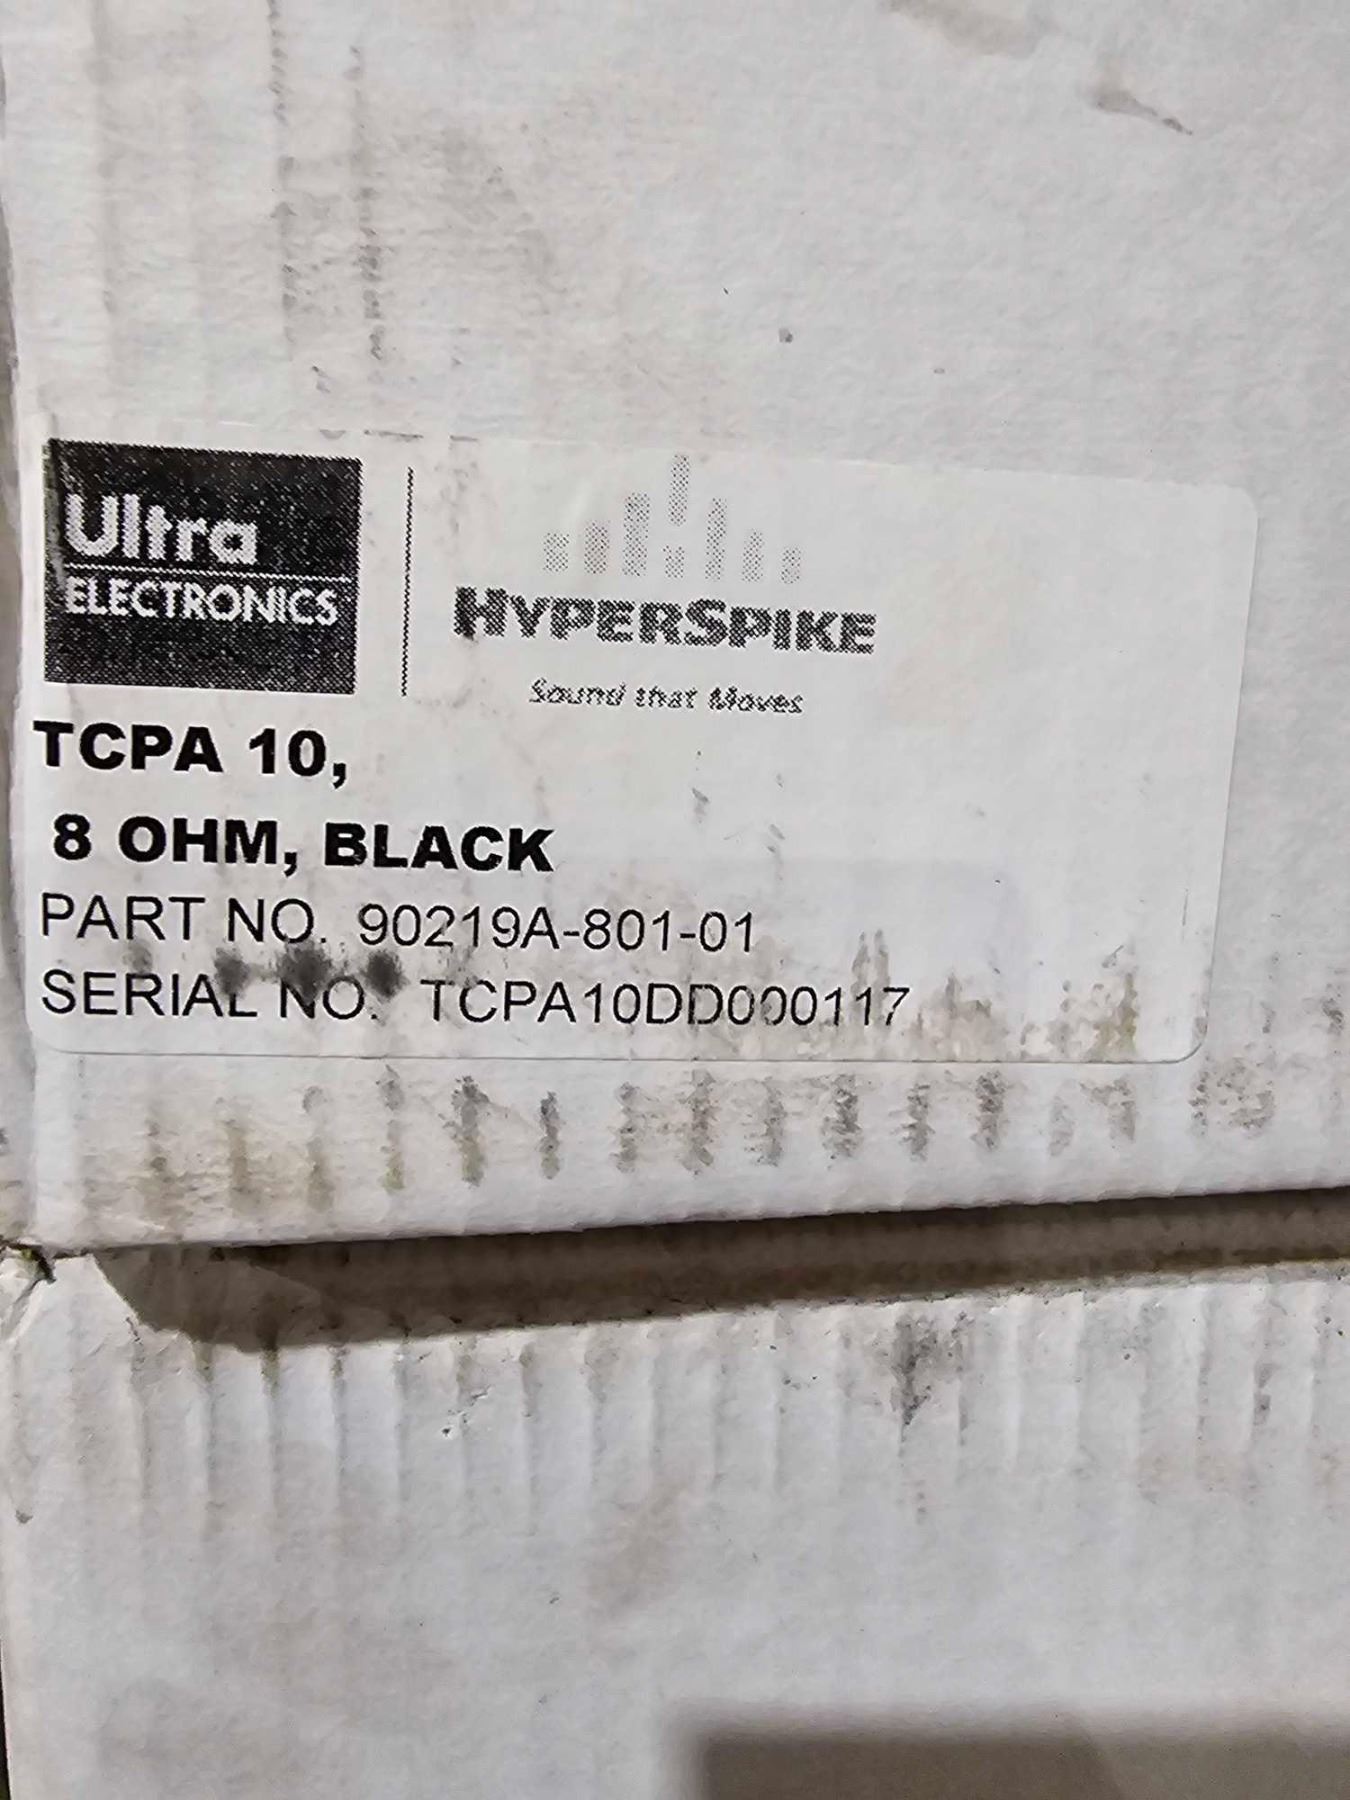 Ultra
ELECTRONICS
HYPERSPIKE
Sound that Moves
TCPA 10,
8 OHM, BLACK
PART NO. 90219A-801-01
SERIAL NO. TCPA10DD000117